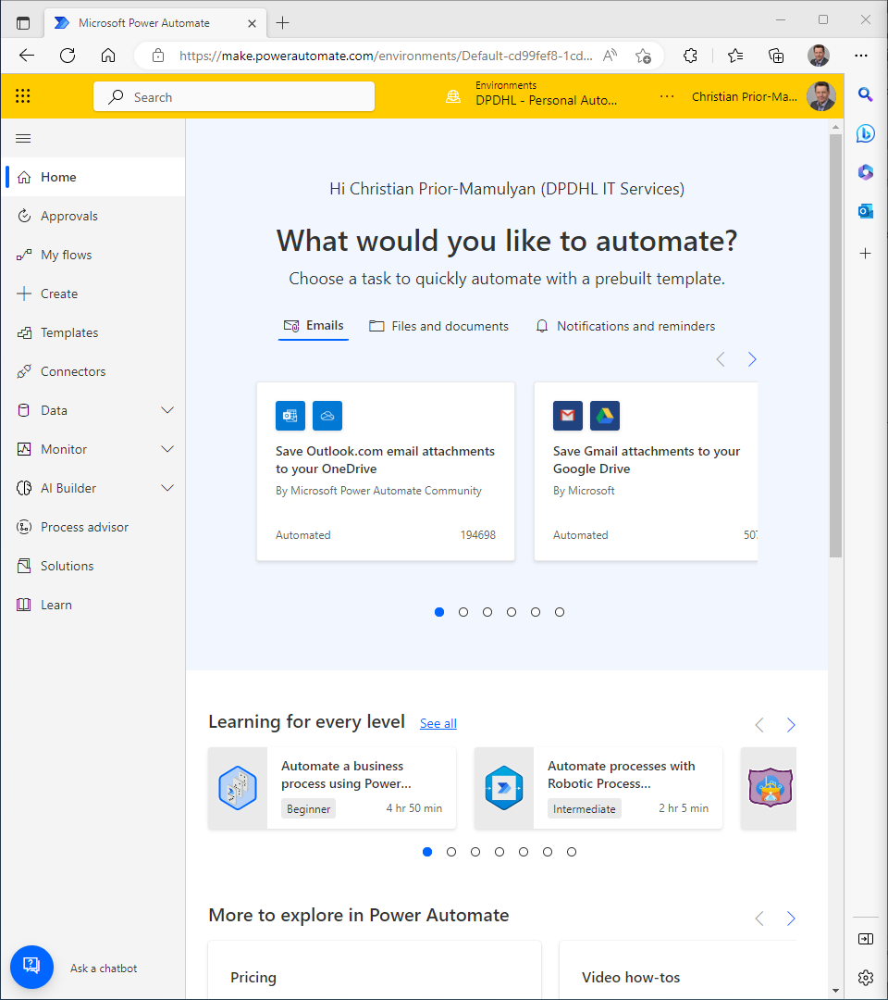 Microsoft Power Automate
https://make.powerautomate.com/environments/Default-cd99fef8-1cd...
Search
Environments
DPDHL - Personal Auto...
Christian Prior-Ma...
Home
Approvals
My flows
Create
Templates
Connectors
Data
Monitor
AI Builder
Process advisor
Solutions
Learn
Ask a chatbot
Hi Christian Prior-Mamulyan (DPDHL IT Services)
What would you like to automate?
Choose a task to quickly automate with a prebuilt template.
Emails Files and documents Notifications and reminders
Save Outlook.com email attachments
to your OneDrive
By Microsoft Power Automate Community
Automated 194698
Save Gmail attachments to your
Google Drive
By Microsoft
Automated 507
Learning for every level See all
Automate a business
process using Power...
Beginner 4 hr 50 min
Automate processes with
Robotic Process...
Intermediate 2 hr 5 min
More to explore in Power Automate
Pricing
Video how-tos